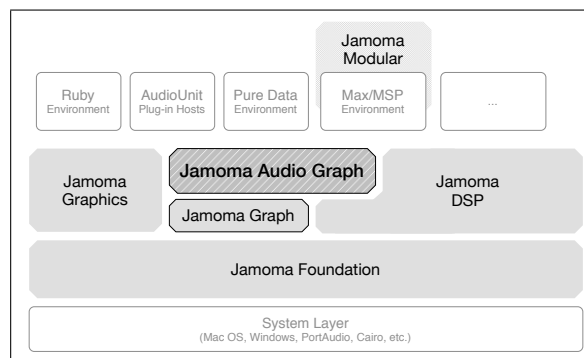 Jamoma
Modular
Ruby
Environment
AudioUnit
Plug-in Hosts
Pure Data
Environment
Max/MSP
Environment
...
Jamoma
Graphics
Jamoma Audio Graph
Jamoma Graph
Jamoma
DSP
Jamoma Foundation
System Layer
(Mac OS, Windows, PortAudio, Cairo, etc.)